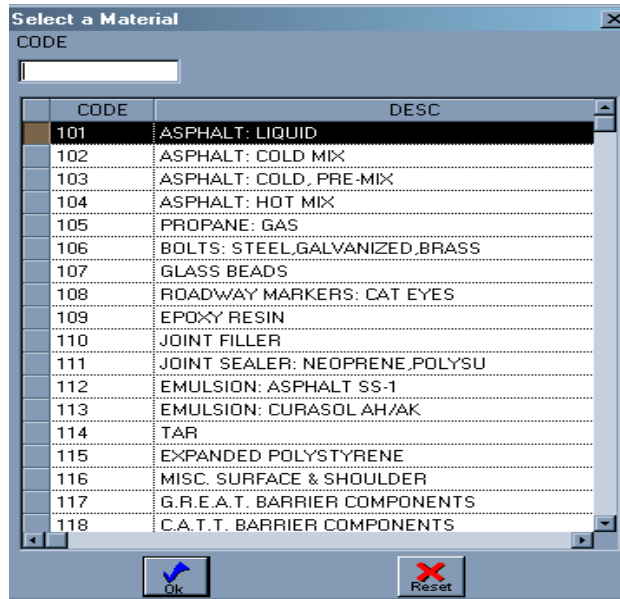 Select a Material
CODE
CODE DESC
101 ASPHALT: LIQUID
102 ASPHALT: COLD MIX
103 ASPHALT: COLD, PRE-MIX
104 ASPHALT: HOT MIX
105 PROPANE: GAS
106 BOLTS: STEEL,GALVANIZED,BRASS
107 GLASS BEADS
108 ROADWAY MARKERS: CAT EYES
109 EPOXY RESIN
110 JOINT FILLER
111 JOINT SEALER: NEOPRENE,POLYSU
112 EMULSION: ASPHALT SS-1
113 EMULSION: CURASOL AH/AK
114 TAR
115 EXPANDED POLYSTYRENE
116 MISC. SURFACE & SHOULDER
117 G.R.E.A.T. BARRIER COMPONENTS
118 C.A.T.T. BARRIER COMPONENTS
Ok Reset